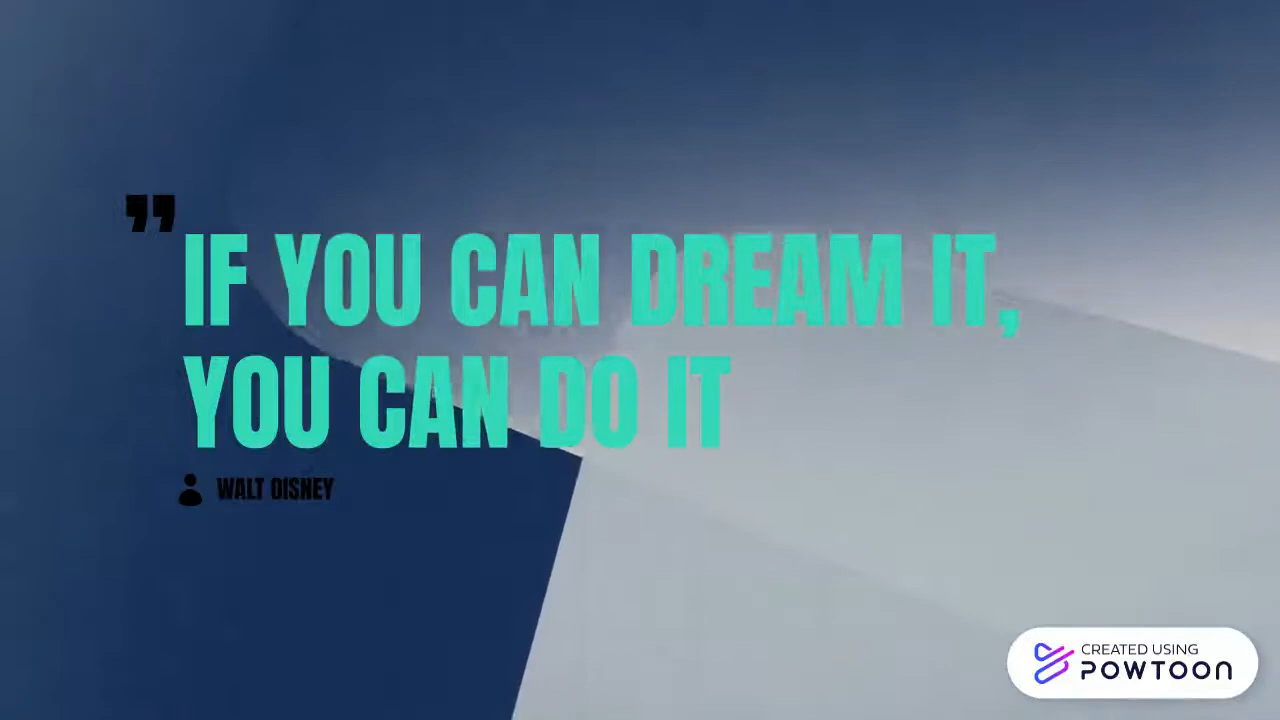 ”
IF YOU CAN DREAM IT,
YOU CAN DO IT
WALT DISNEY
CREATED USING
POWTOON